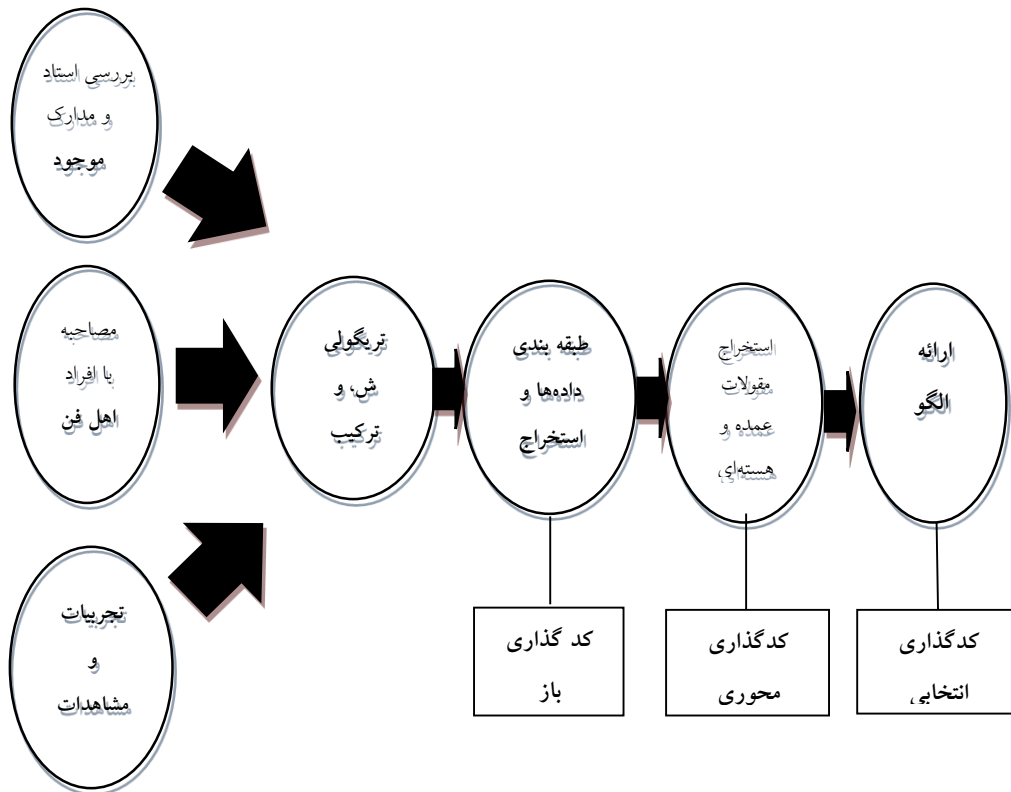 بررسی استاد
و مدارک
موجود
مصاحبه
با افراد
اهل فن
تجربیات
و
مشاهدات
تریگولی
ش، و
ترکیب
طبقه بندی
داده‌ها و
استخراج
استخراج
مقولات
عمده و
هسته‌ای
ارائه
الگو
کد گذاری
باز
کدگذاری
محوری
کدگذاری
انتخابی